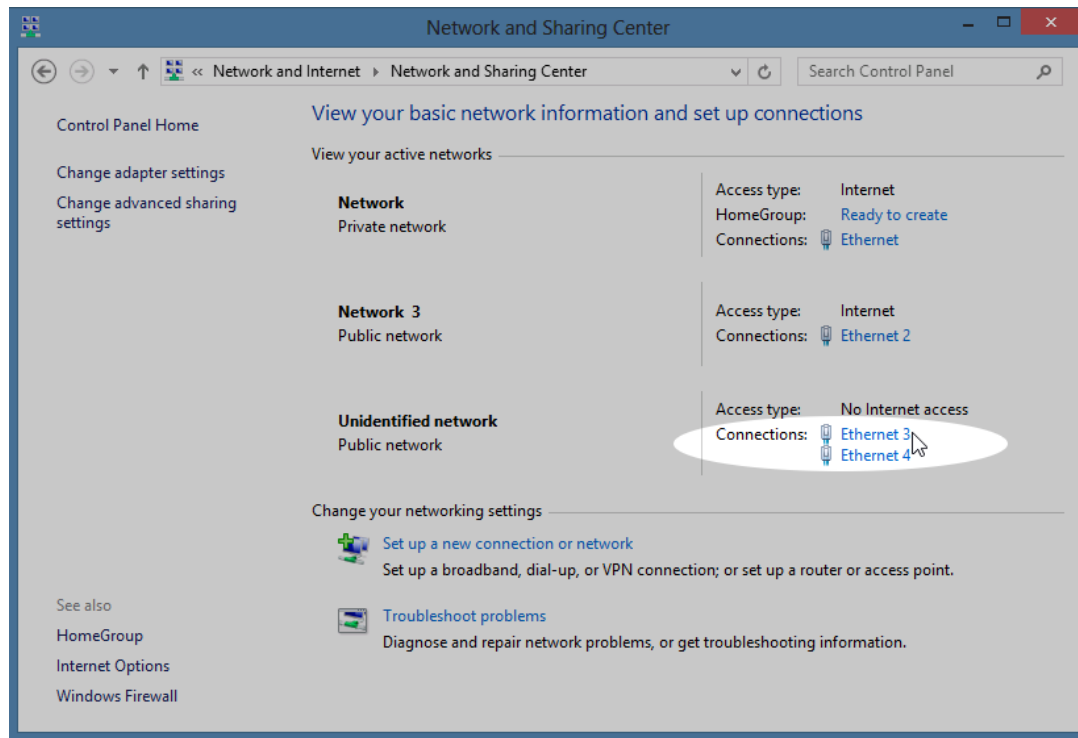 Network and Sharing Center
« Network and Internet ▸ Network and Sharing Center
Search Control Panel
Control Panel Home
Change adapter settings
Change advanced sharing
settings
See also
HomeGroup
Internet Options
Windows Firewall
View your basic network information and set up connections
View your active networks
Network
Private network
Access type: Internet
HomeGroup: Ready to create
Connections: Ethernet
Network 3
Public network
Access type: Internet
Connections: Ethernet 2
Unidentified network
Public network
Access type: No Internet access
Connections: Ethernet 3
Ethernet 4
Change your networking settings
Set up a new connection or network
Set up a broadband, dial-up, or VPN connection; or set up a router or access point.
Troubleshoot problems
Diagnose and repair network problems, or get troubleshooting information.